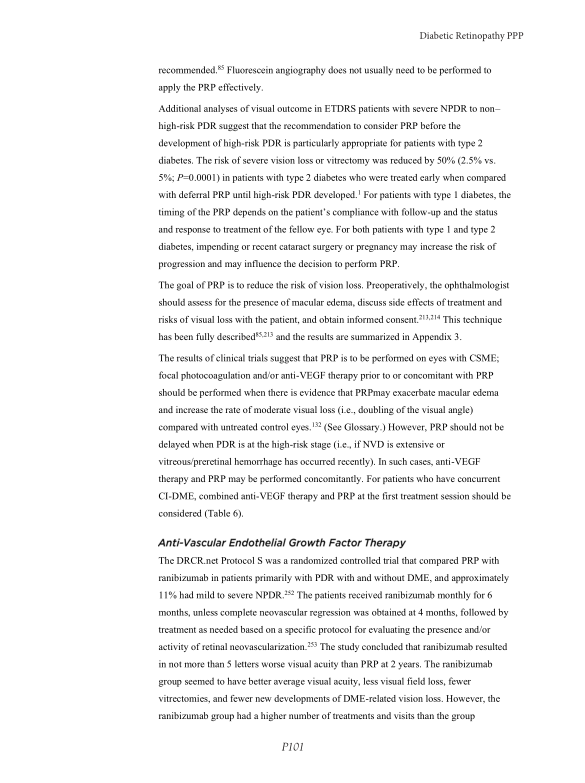 Diabetic Retinopathy PPP
recommended.85 Fluorescein angiography does not usually need to be performed to
apply the PRP effectively.
Additional analyses of visual outcome in ETDRS patients with severe NPDR to non–
high-risk PDR suggest that the recommendation to consider PRP before the
development of high-risk PDR is particularly appropriate for patients with type 2
diabetes. The risk of severe vision loss or vitrectomy was reduced by 50% (2.5% vs.
5%; P=0.0001) in patients with type 2 diabetes who were treated early when compared
with deferral PRP until high-risk PDR developed.1 For patients with type 1 diabetes, the
timing of the PRP depends on the patient’s compliance with follow-up and the status
and response to treatment of the fellow eye. For both patients with type 1 and type 2
diabetes, impending or recent cataract surgery or pregnancy may increase the risk of
progression and may influence the decision to perform PRP.
The goal of PRP is to reduce the risk of vision loss. Preoperatively, the ophthalmologist
should assess for the presence of macular edema, discuss side effects of treatment and
risks of visual loss with the patient, and obtain informed consent.213,214 This technique
has been fully described85,213 and the results are summarized in Appendix 3.
The results of clinical trials suggest that PRP is to be performed on eyes with CSME;
focal photocoagulation and/or anti-VEGF therapy prior to or concomitant with PRP
should be performed when there is evidence that PRPmay exacerbate macular edema
and increase the rate of moderate visual loss (i.e., doubling of the visual angle)
compared with untreated control eyes.132 (See Glossary.) However, PRP should not be
delayed when PDR is at the high-risk stage (i.e., if NVD is extensive or
vitreous/preretinal hemorrhage has occurred recently). In such cases, anti-VEGF
therapy and PRP may be performed concomitantly. For patients who have concurrent
CI-DME, combined anti-VEGF therapy and PRP at the first treatment session should be
considered (Table 6).
Anti-Vascular Endothelial Growth Factor Therapy
The DRCR.net Protocol S was a randomized controlled trial that compared PRP with
ranibizumab in patients primarily with PDR with and without DME, and approximately
11% had mild to severe NPDR.252 The patients received ranibizumab monthly for 6
months, unless complete neovascular regression was obtained at 4 months, followed by
treatment as needed based on a specific protocol for evaluating the presence and/or
activity of retinal neovascularization.253 The study concluded that ranibizumab resulted
in not more than 5 letters worse visual acuity than PRP at 2 years. The ranibizumab
group seemed to have better average visual acuity, less visual field loss, fewer
vitrectomies, and fewer new developments of DME-related vision loss. However, the
ranibizumab group had a higher number of treatments and visits than the group
P101